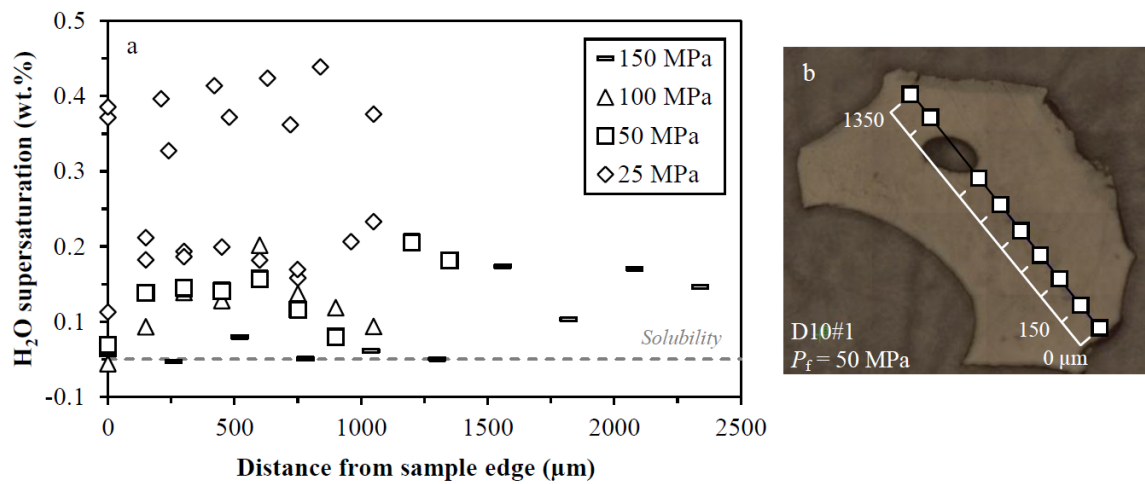 a
H₂O supersaturation (wt.%)
0.5
0.4
0.3
0.2
0.1
-0.1
150 MPa
100 MPa
50 MPa
25 MPa
Solubility
0
500
1000
1500
2000
2500
Distance from sample edge (µm)
b
1350
150
0 µm
D10#1
P_f = 50 MPa